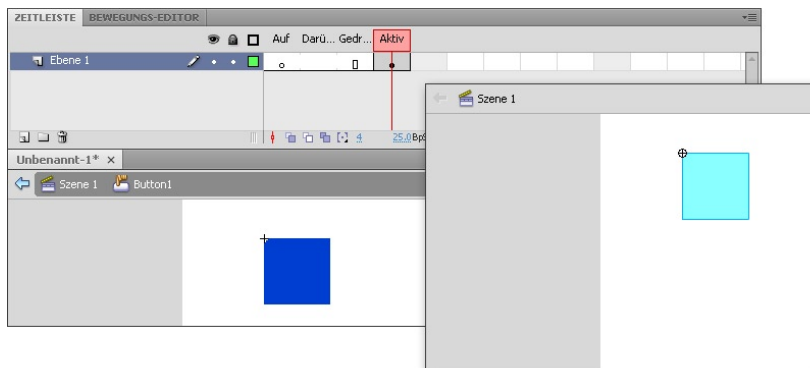 ZEITLEISTE BEWEGUNGS-EDITOR
Auf Darü... Gedr... Aktiv
Ebene 1
4 25.0 Bp
Unbenannt-1* ×
Szene 1 Button1
Szene 1